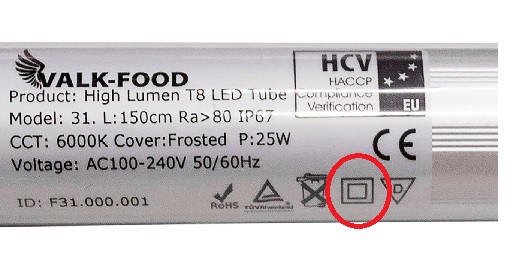 VALK-FOOD
Product: High Lumen T8 LED Tube
Model: 31. L:150cm Ra>80 IP67
CCT: 6000K Cover:Frosted P:25W
Voltage: AC100-240V 50/60Hz
ID: F31.000.001
HCV
HACCP
Compliance
Verification
EU
CE
RoHS
D